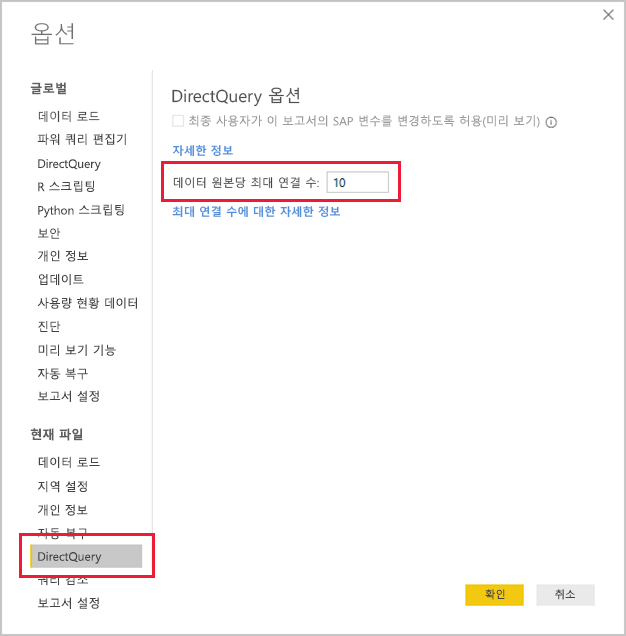 옵션
글로벌
데이터 로드
파워 쿼리 편집기
DirectQuery
R 스크립팅
Python 스크립팅
보안
개인 정보
업데이트
사용량 현황 데이터
진단
미리 보기 기능
자동 복구
보고서 설정
현재 파일
데이터 로드
지역 설정
개인 정보
자동 복구
DirectQuery
쿼리 감소
보고서 설정
DirectQuery 옵션
최종 사용자가 이 보고서의 SAP 변수를 변경하도록 허용(미리 보기)
자세한 정보
데이터 원본당 최대 연결 수: 10
최대 연결 수에 대한 자세한 정보
확인
취소